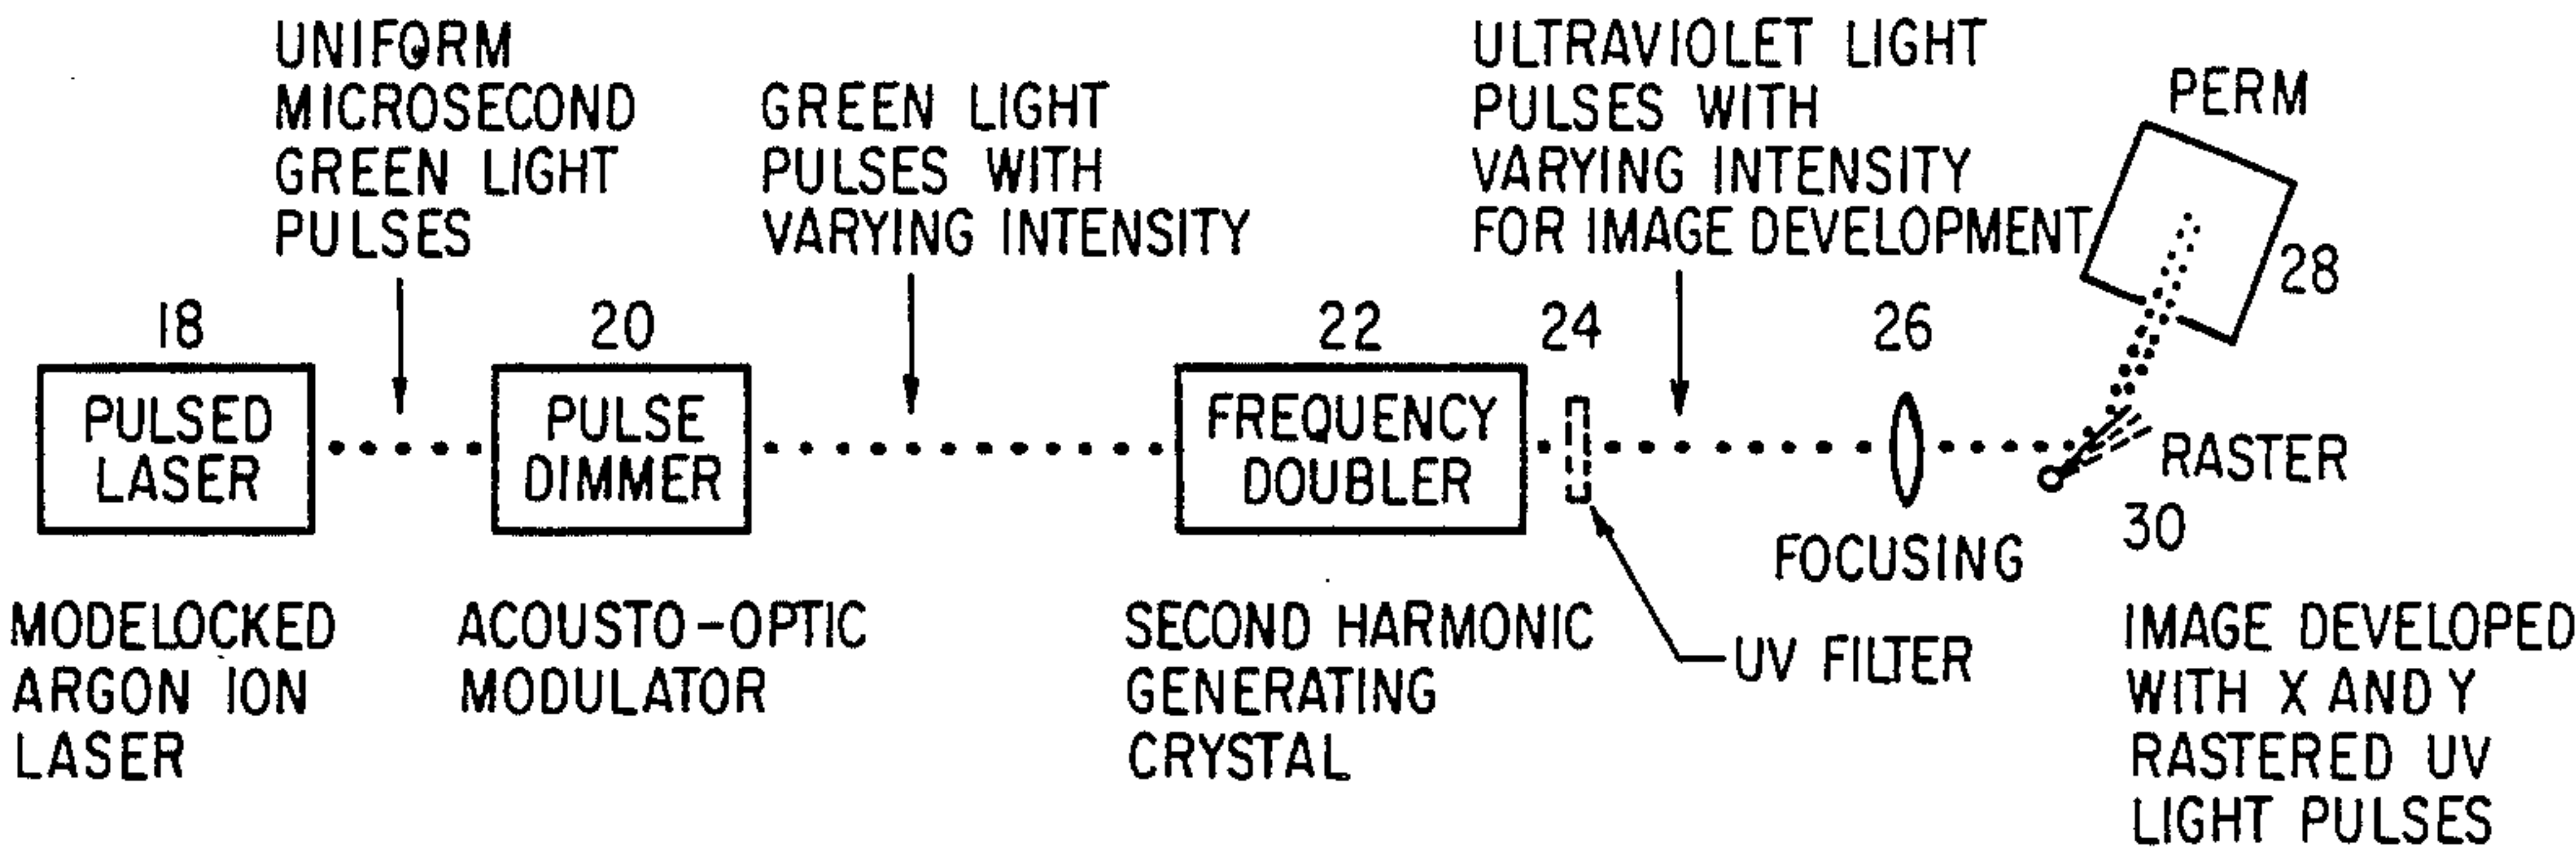 UNIFORM
MICROSECOND
GREEN LIGHT
PULSES
GREEN LIGHT
PULSES WITH
VARYING INTENSITY
ULTRAVIOLET LIGHT
PULSES WITH
VARYING INTENSITY
FOR IMAGE DEVELOPMENT
PERM
28
18
20
22
24
26
PULSED
LASER
PULSE
DIMMER
FREQUENCY
DOUBLER
RASTER
30
FOCUSING
UV FILTER
MODELOCKED
ARGON ION
LASER
ACOUSTO-OPTIC
MODULATOR
SECOND HARMONIC
GENERATING
CRYSTAL
IMAGE DEVELOPED
WITH X AND Y
RASTERED UV
LIGHT PULSES